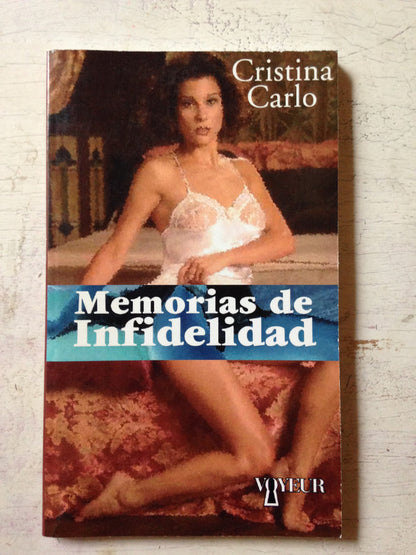 Cristina
Carlo
Memorias de
Infidelidad
VOYEUR